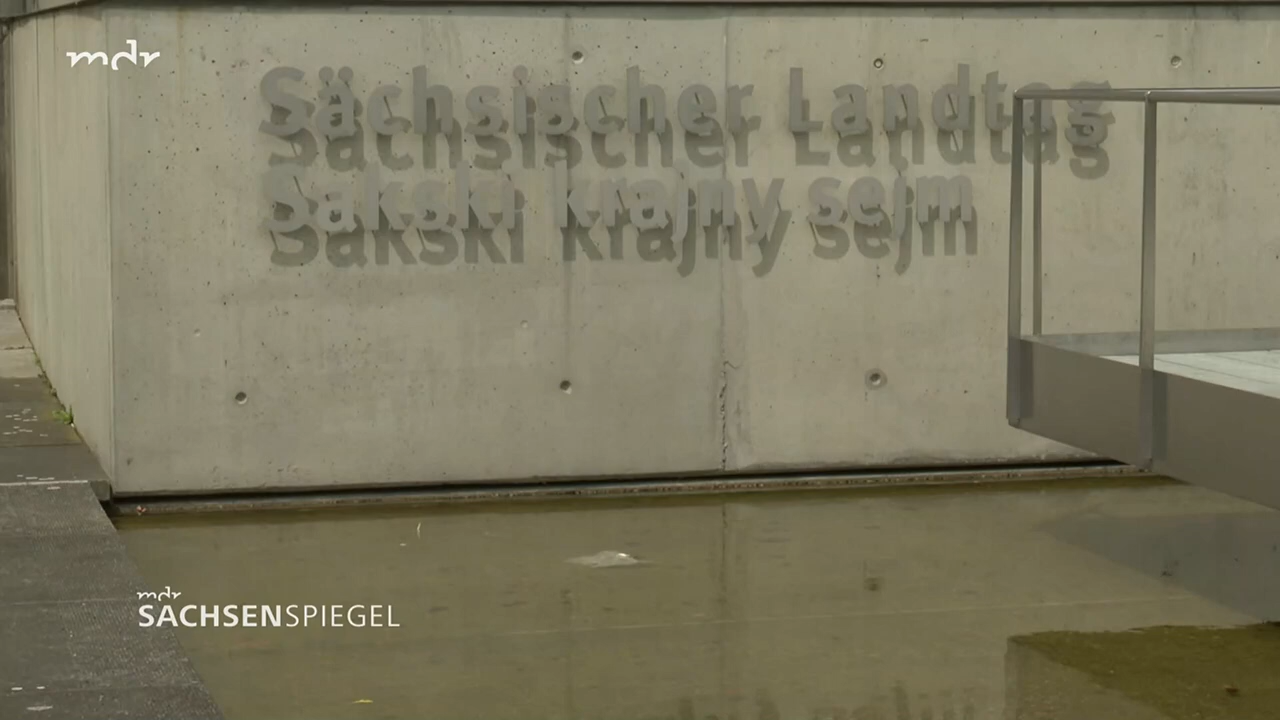 mdr
Sächsischer Landtag
Sakski krajny sejm
mdr
SACHSENSPIEGEL